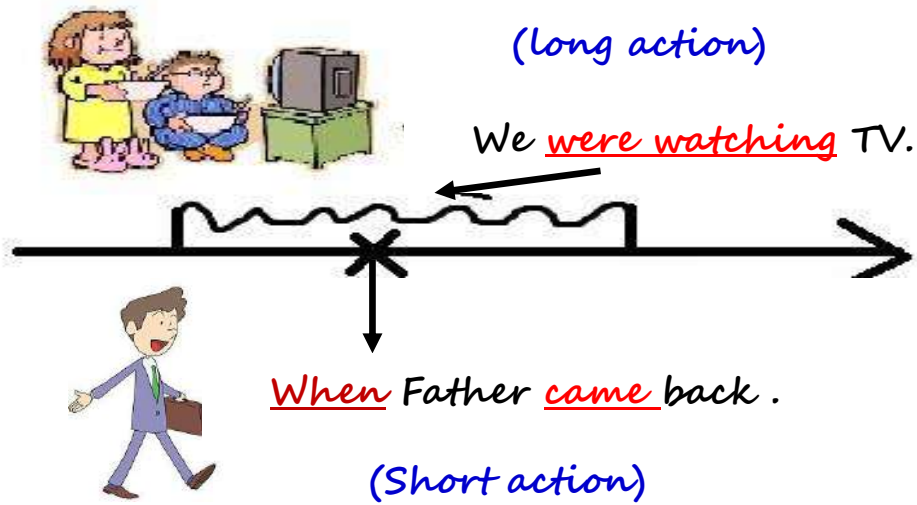 (long action)
We were watching TV.
When Father came back .
(Short action)